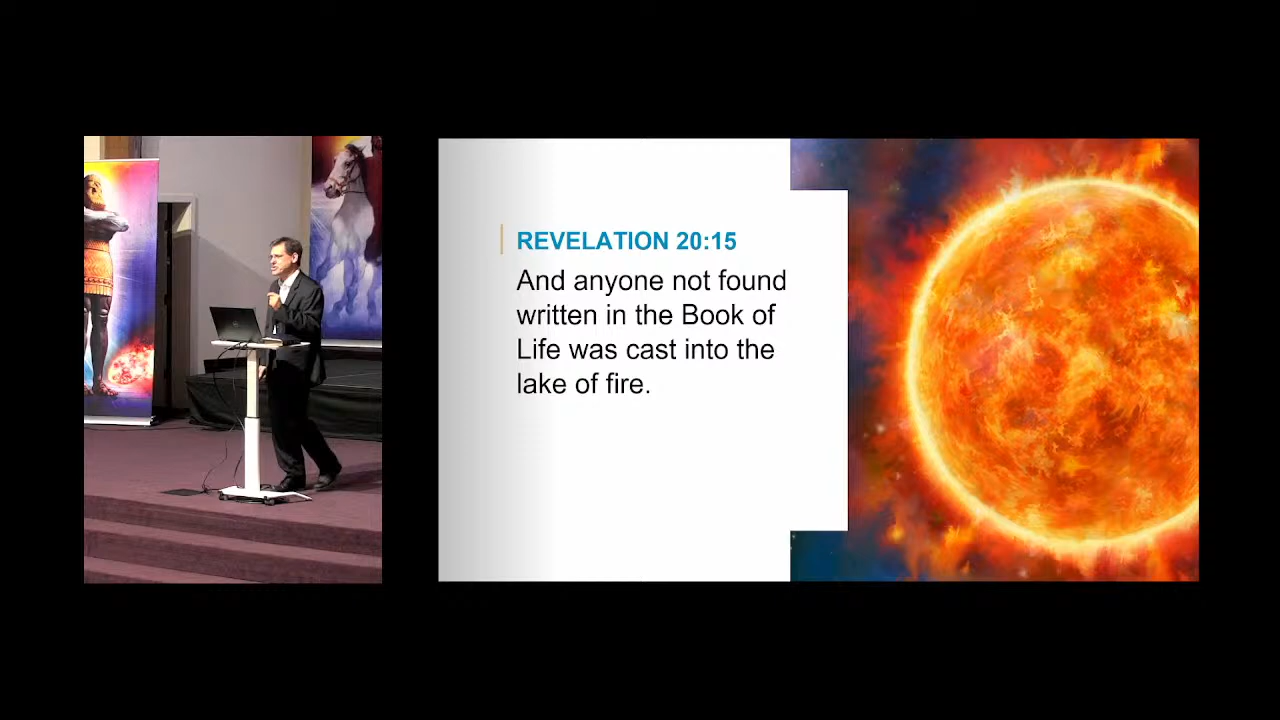 REVELATION 20:15
And anyone not found
written in the Book of
Life was cast into the
lake of fire.